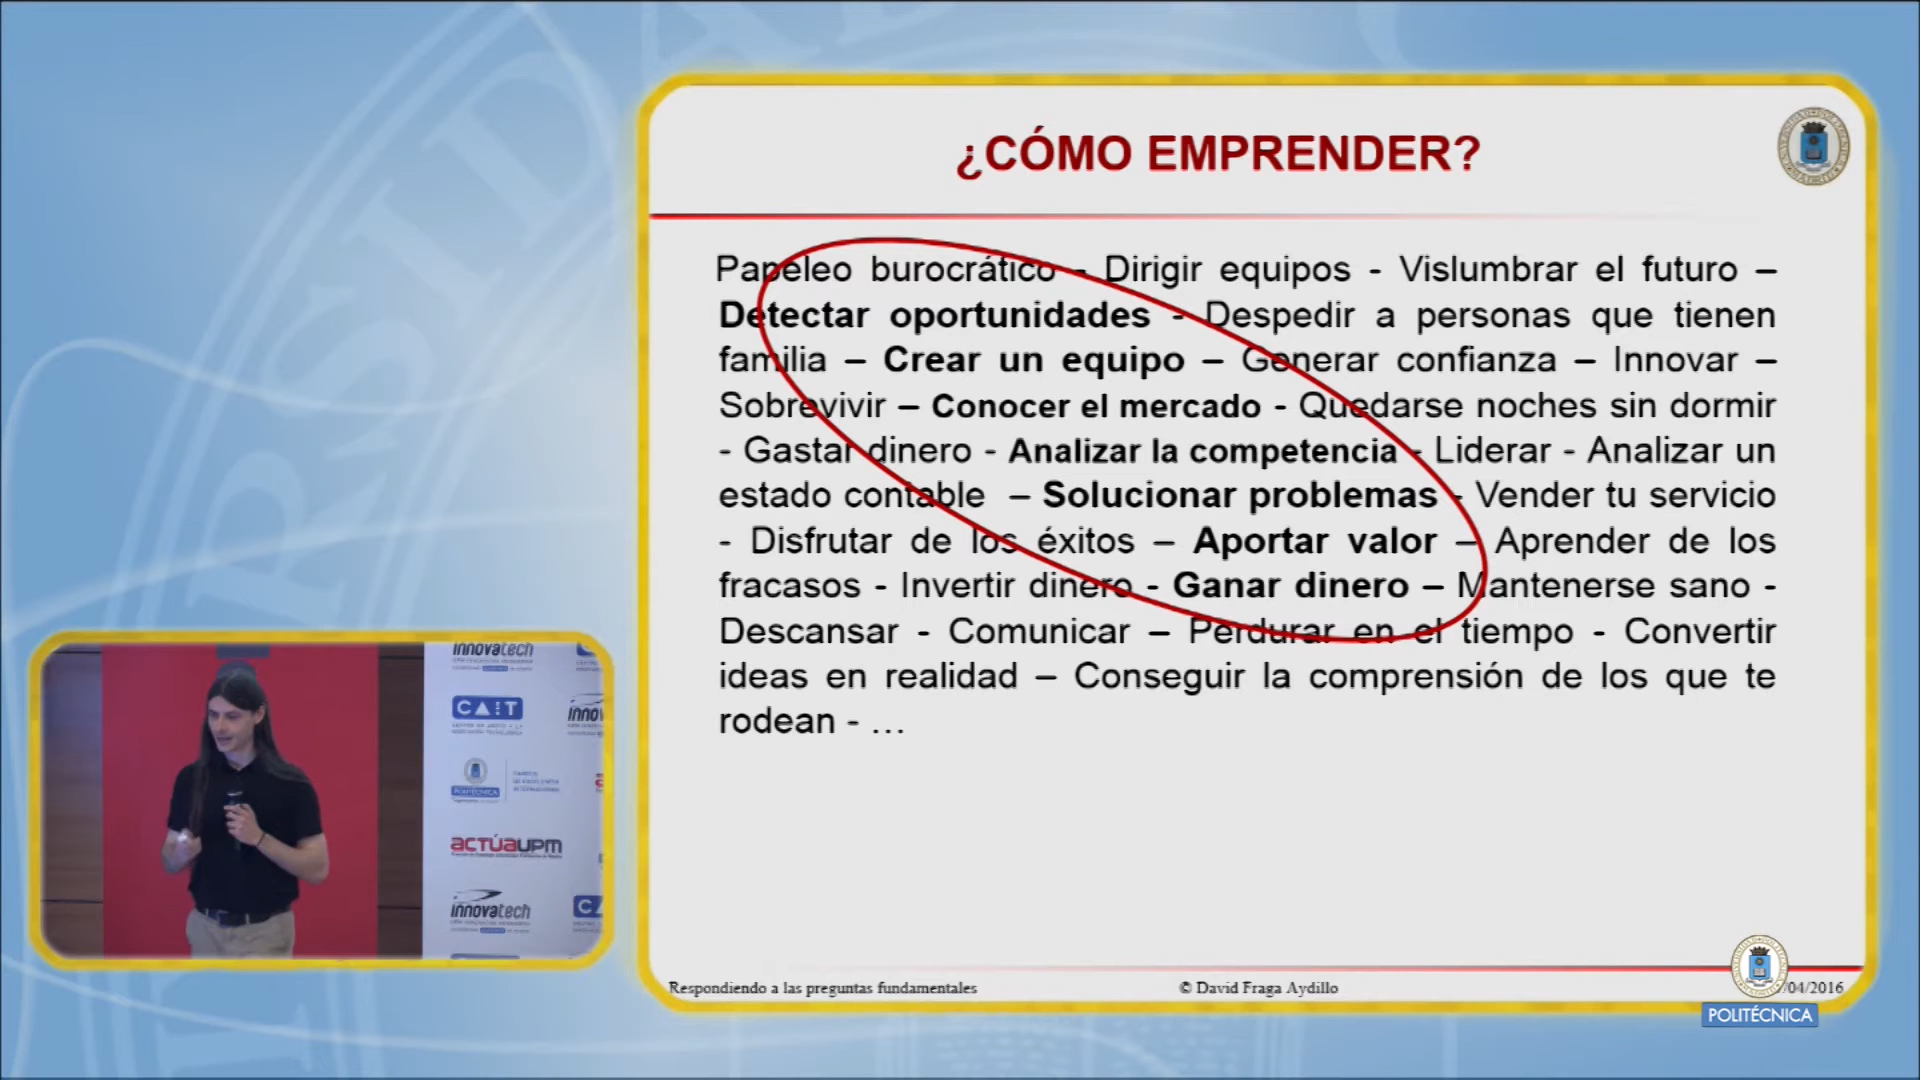 ¿CÓMO EMPRENDER?
Papeleo burocrático - Dirigir equipos - Vislumbrar el futuro –
Detectar oportunidades - Despedir a personas que tienen
familia – Crear un equipo – Generar confianza – Innovar –
Sobrevivir – Conocer el mercado - Quedarse noches sin dormir
- Gastar dinero - Analizar la competencia - Liderar - Analizar un
estado contable – Solucionar problemas - Vender tu servicio
- Disfrutar de los éxitos – Aportar valor – Aprender de los
fracasos - Invertir dinero - Ganar dinero – Mantenerse sano -
Descansar - Comunicar – Perdurar en el tiempo - Convertir
ideas en realidad – Conseguir la comprensión de los que te
rodean - …
Respondiendo a las preguntas fundamentales
© David Fraga Aydillo
/04/2016
POLITÉCNICA
innovatech
CAIT
inno
POLITÉCNICA
actúaupm
innovatech
CA